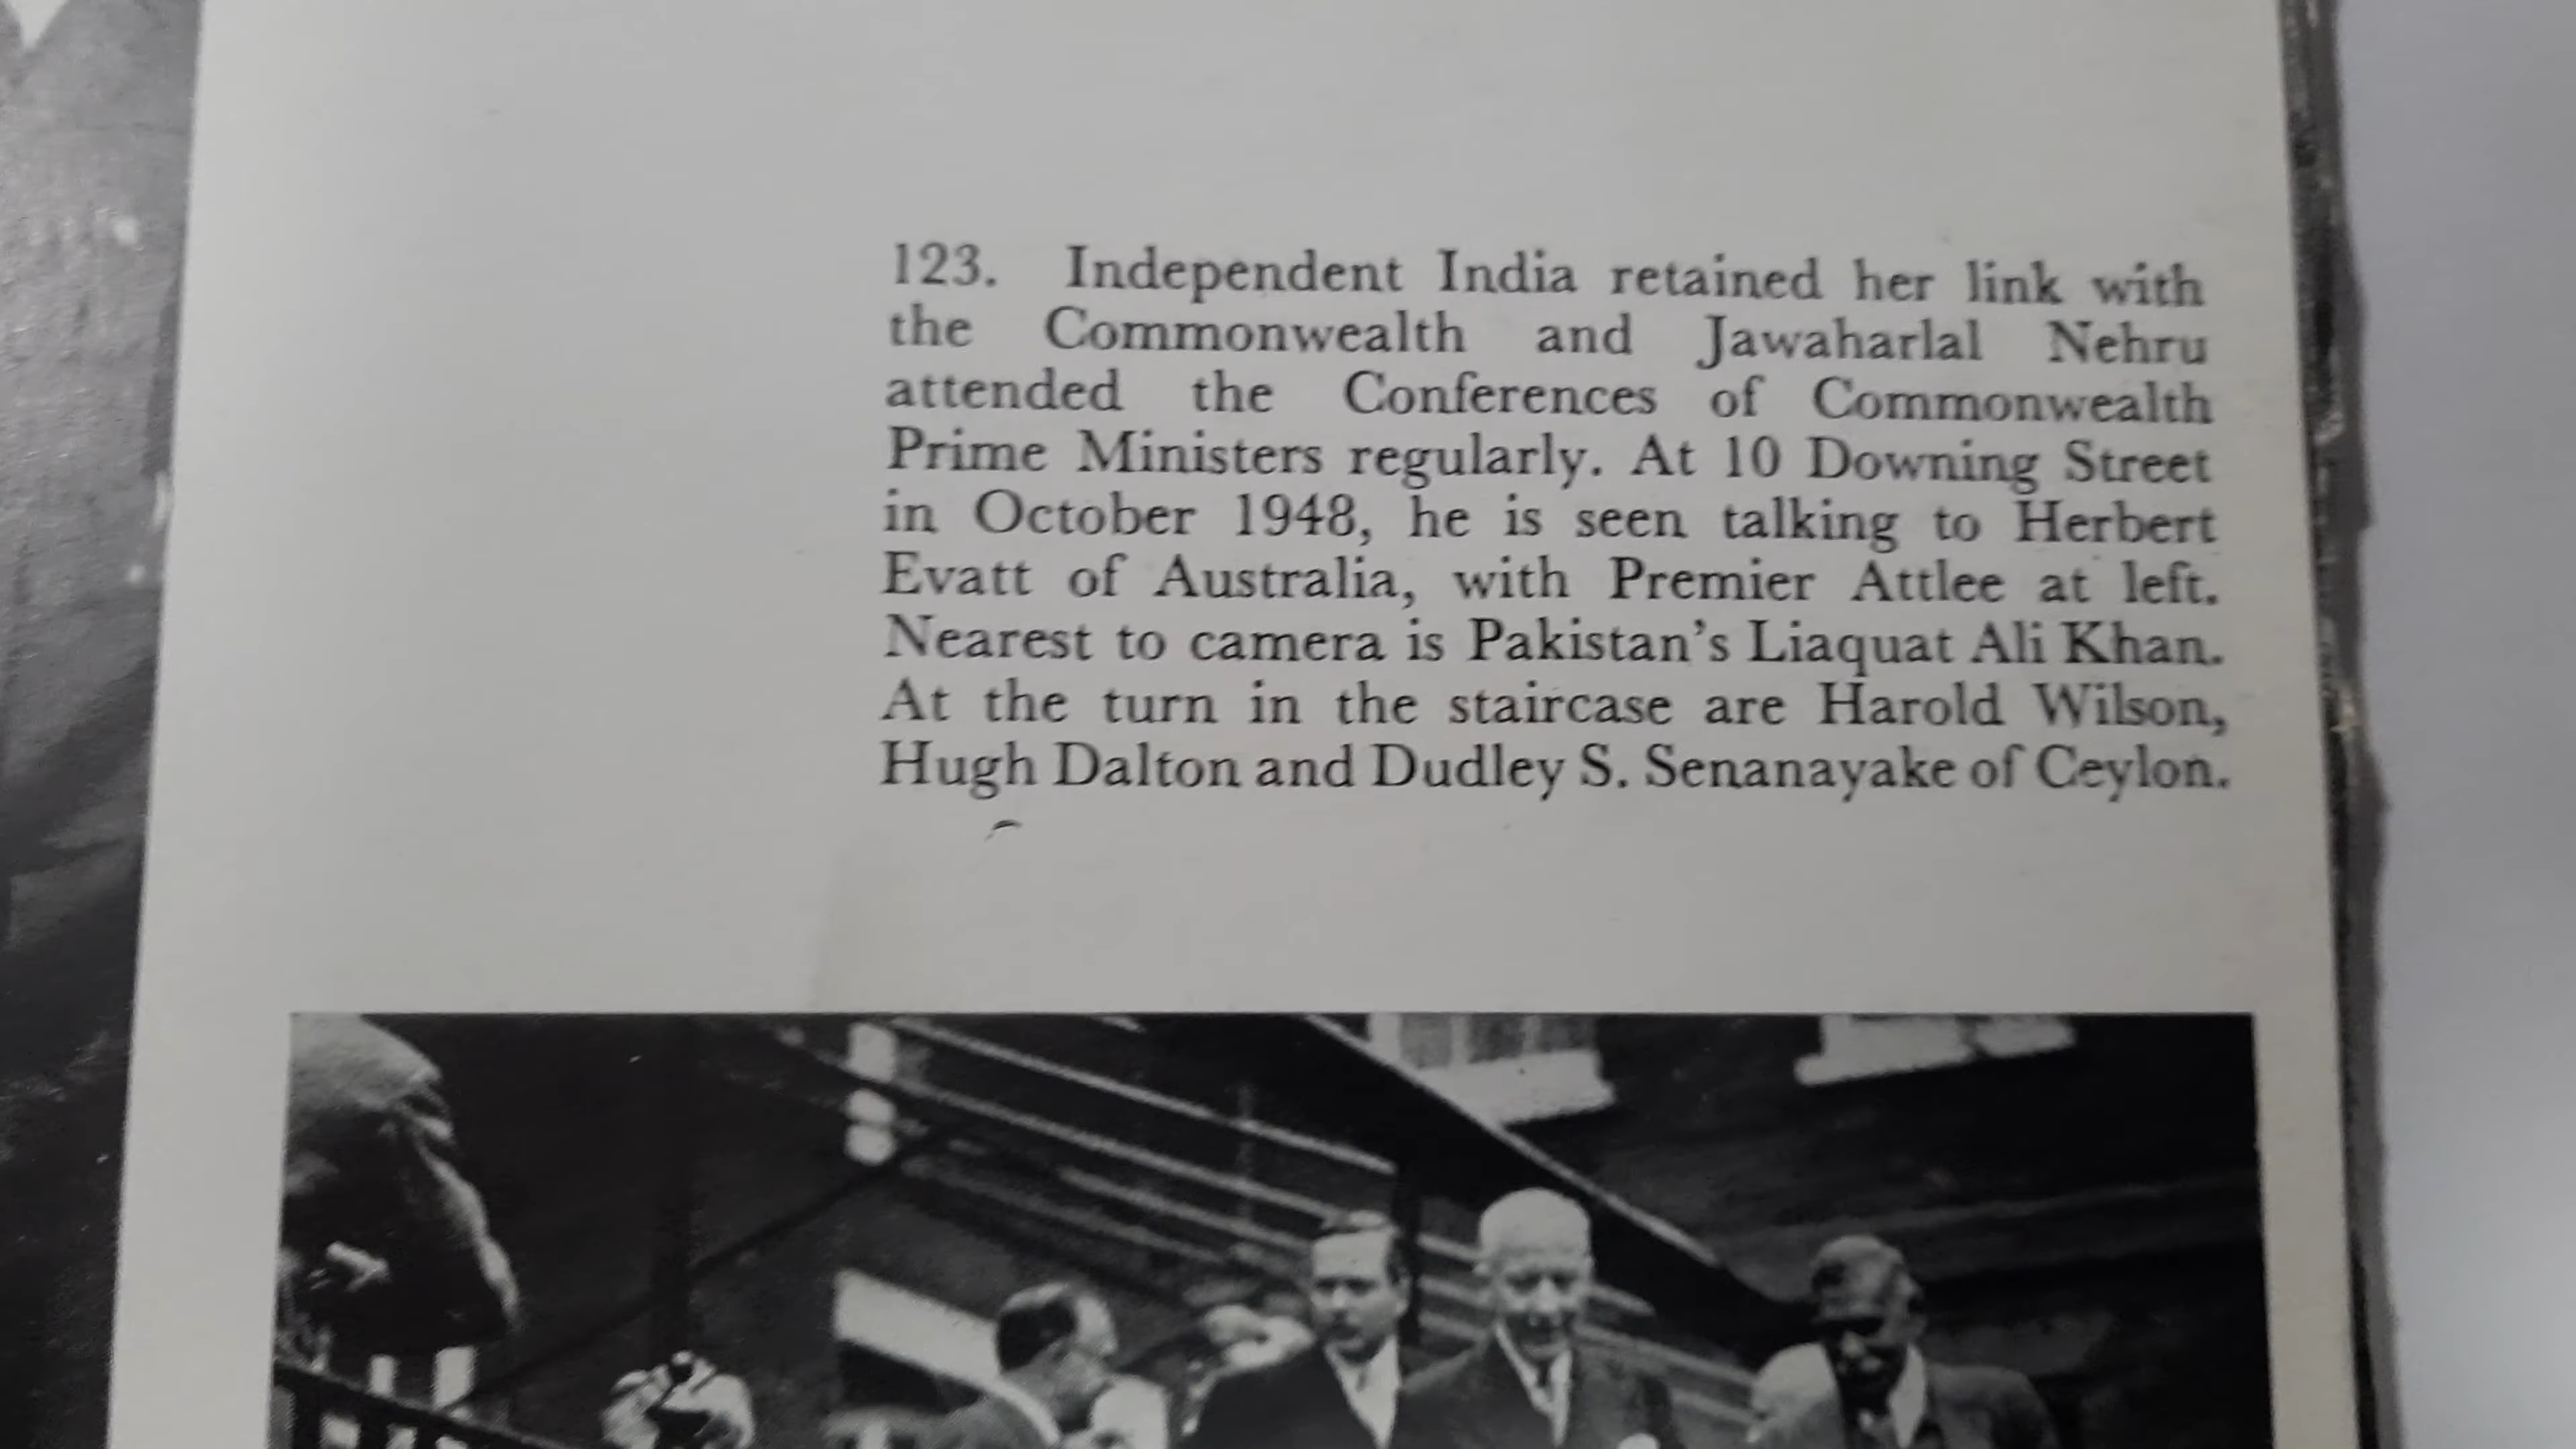 123. Independent India retained her link with
the Commonwealth and Jawaharlal Nehru
attended the Conferences of Commonwealth
Prime Ministers regularly. At 10 Downing Street
in October 1948, he is seen talking to Herbert
Evatt of Australia, with Premier Attlee at left.
Nearest to camera is Pakistan's Liaquat Ali Khan.
At the turn in the staircase are Harold Wilson,
Hugh Dalton and Dudley S. Senanayake of Ceylon.